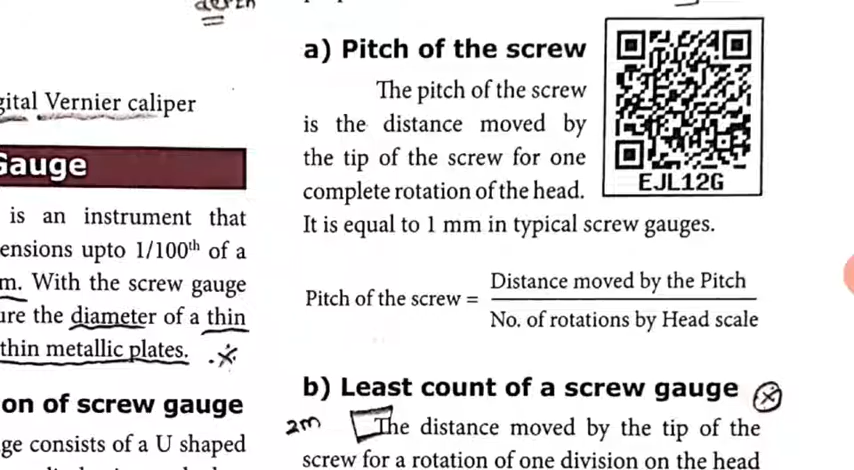 gital Vernier caliper
Gauge
is an instrument that
ensions upto 1/100th of a
m. With the screw gauge
ure the diameter of a thin
thin metallic plates.
on of screw gauge
ge consists of a U shaped
a) Pitch of the screw
The pitch of the screw
is the distance moved by
the tip of the screw for one
complete rotation of the head.
It is equal to 1 mm in typical screw gauges.
EJL12G
Pitch of the screw = Distance moved by the Pitch
No. of rotations by Head scale
b) Least count of a screw gauge
2m
The distance moved by the tip of the
screw for a rotation of one division on the head